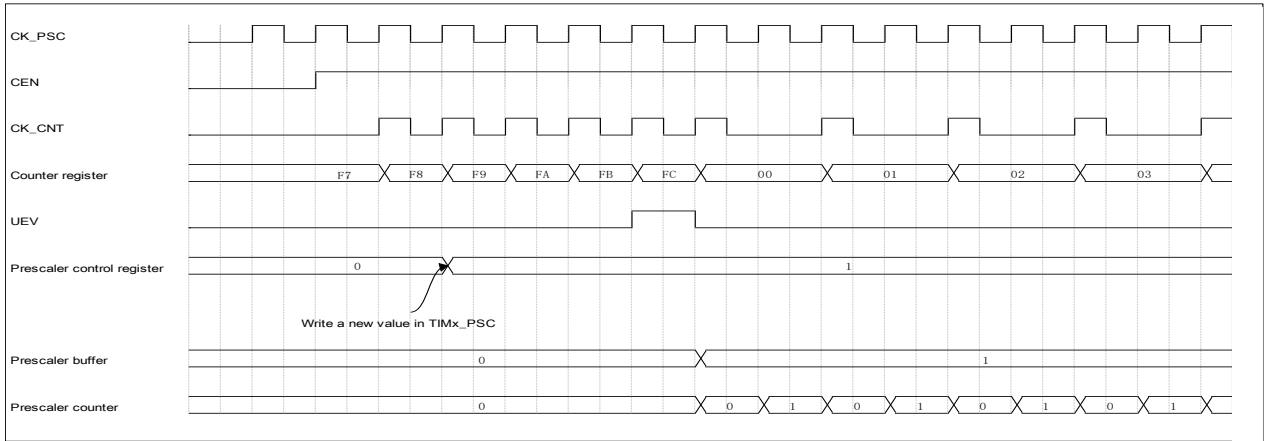 CK_PSC
CEN
CK_CNT
Counter register F7 F8 F9 FA FB FC 00 01 02 03
UEV
Prescaler control register 0 1
Write a new value in TIMx_PSC
Prescaler buffer 0 1
Prescaler counter 0 0 1 0 1 0 1 0 1